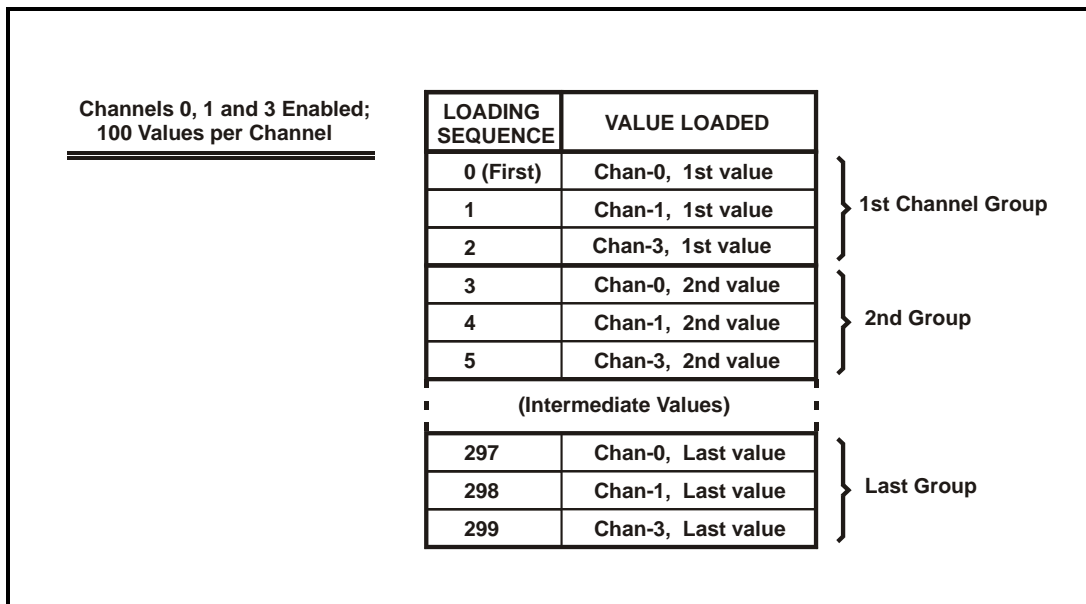 Channels 0, 1 and 3 Enabled;
100 Values per Channel
LOADING SEQUENCE VALUE LOADED
0 (First) Chan-0, 1st value
1 Chan-1, 1st value
2 Chan-3, 1st value
1st Channel Group
3 Chan-0, 2nd value
4 Chan-1, 2nd value
5 Chan-3, 2nd value
2nd Group
(Intermediate Values)
297 Chan-0, Last value
298 Chan-1, Last value
299 Chan-3, Last value
Last Group